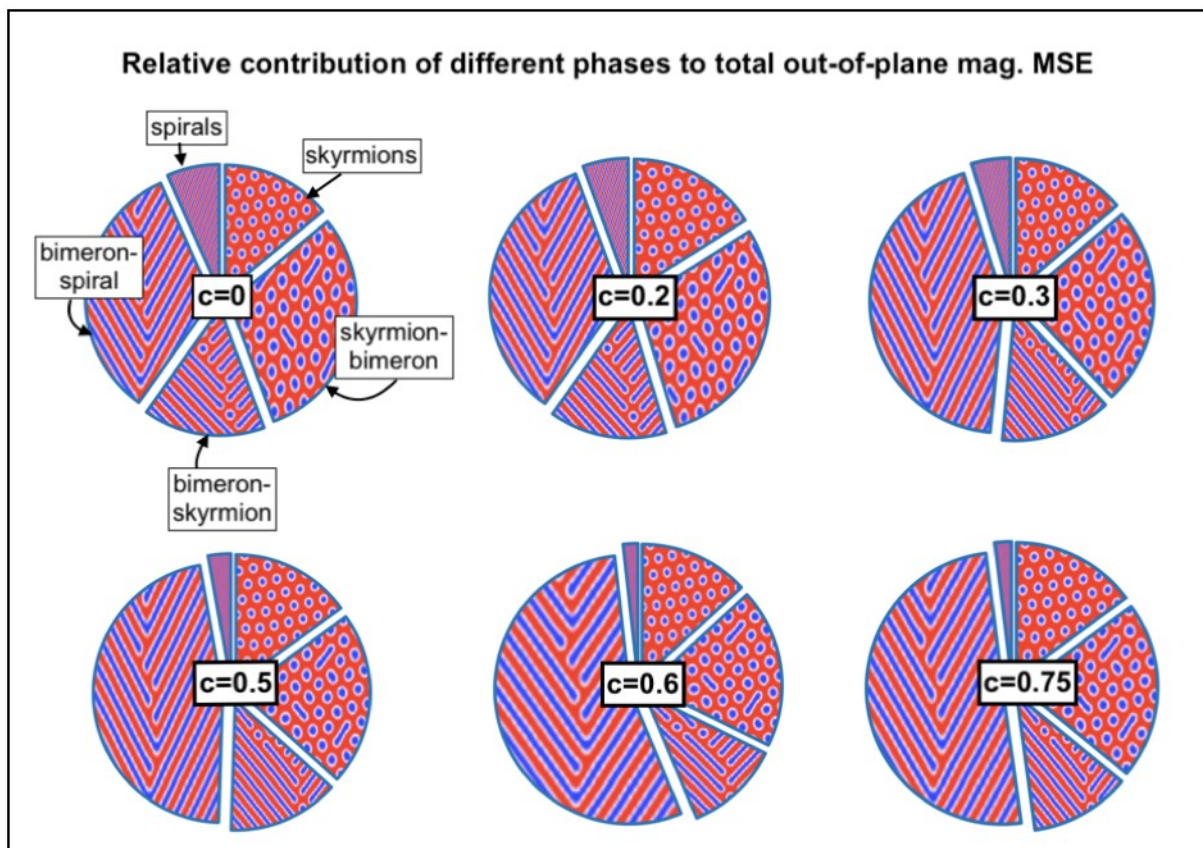 Relative contribution of different phases to total out-of-plane mag. MSE
spirals
skyrmions
bimeron-
spiral
c=0
skyrmion-
bimeron
bimeron-
skyrmion
c=0.2
c=0.3
c=0.5
c=0.6
c=0.75